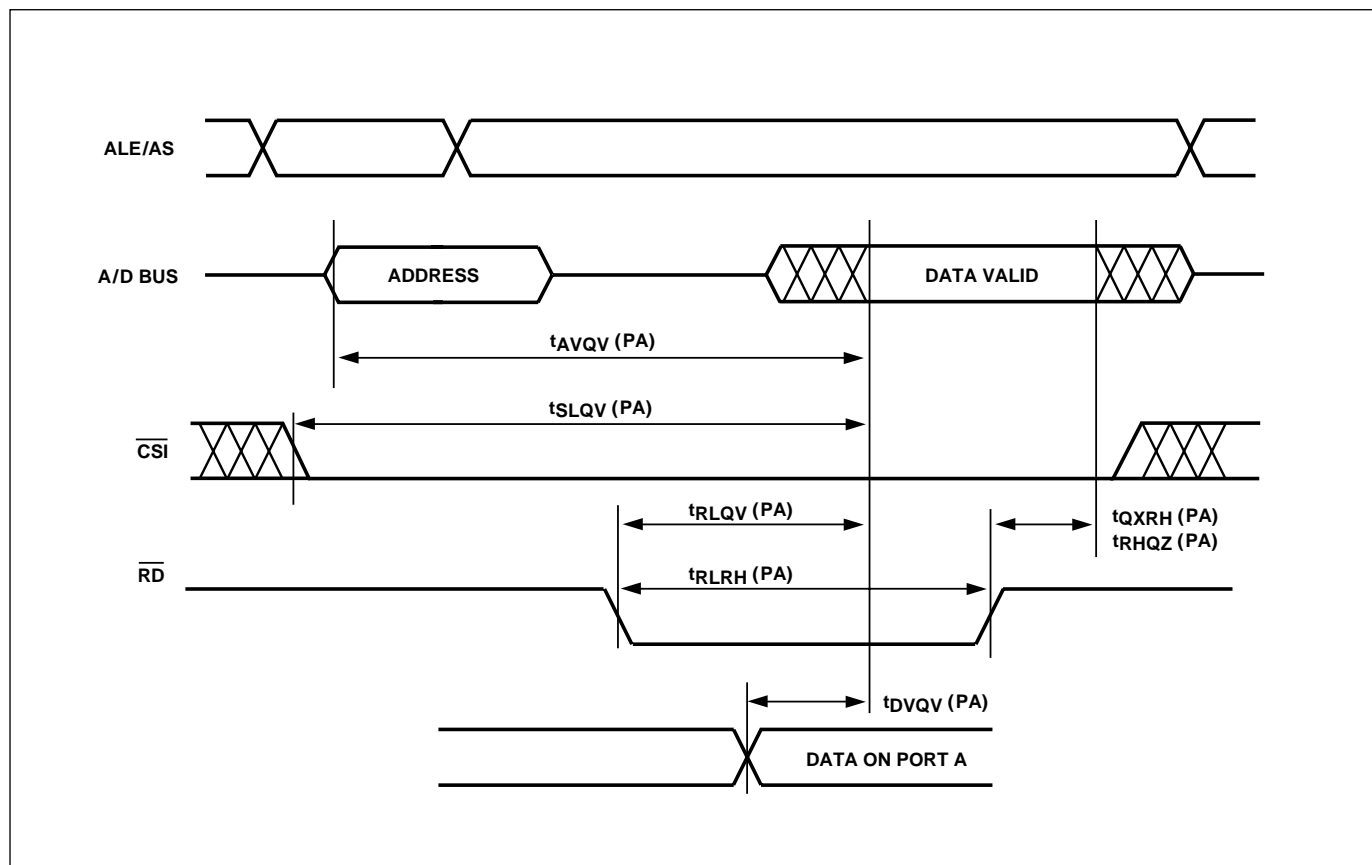 ALE/AS
A/D BUS
ADDRESS
DATA VALID
tAVQV (PA)
tSLQV (PA)
CSI
tRLQV (PA)
tQXRH (PA)
tRHQZ (PA)
RD
tRLRH (PA)
tDVQV (PA)
DATA ON PORT A